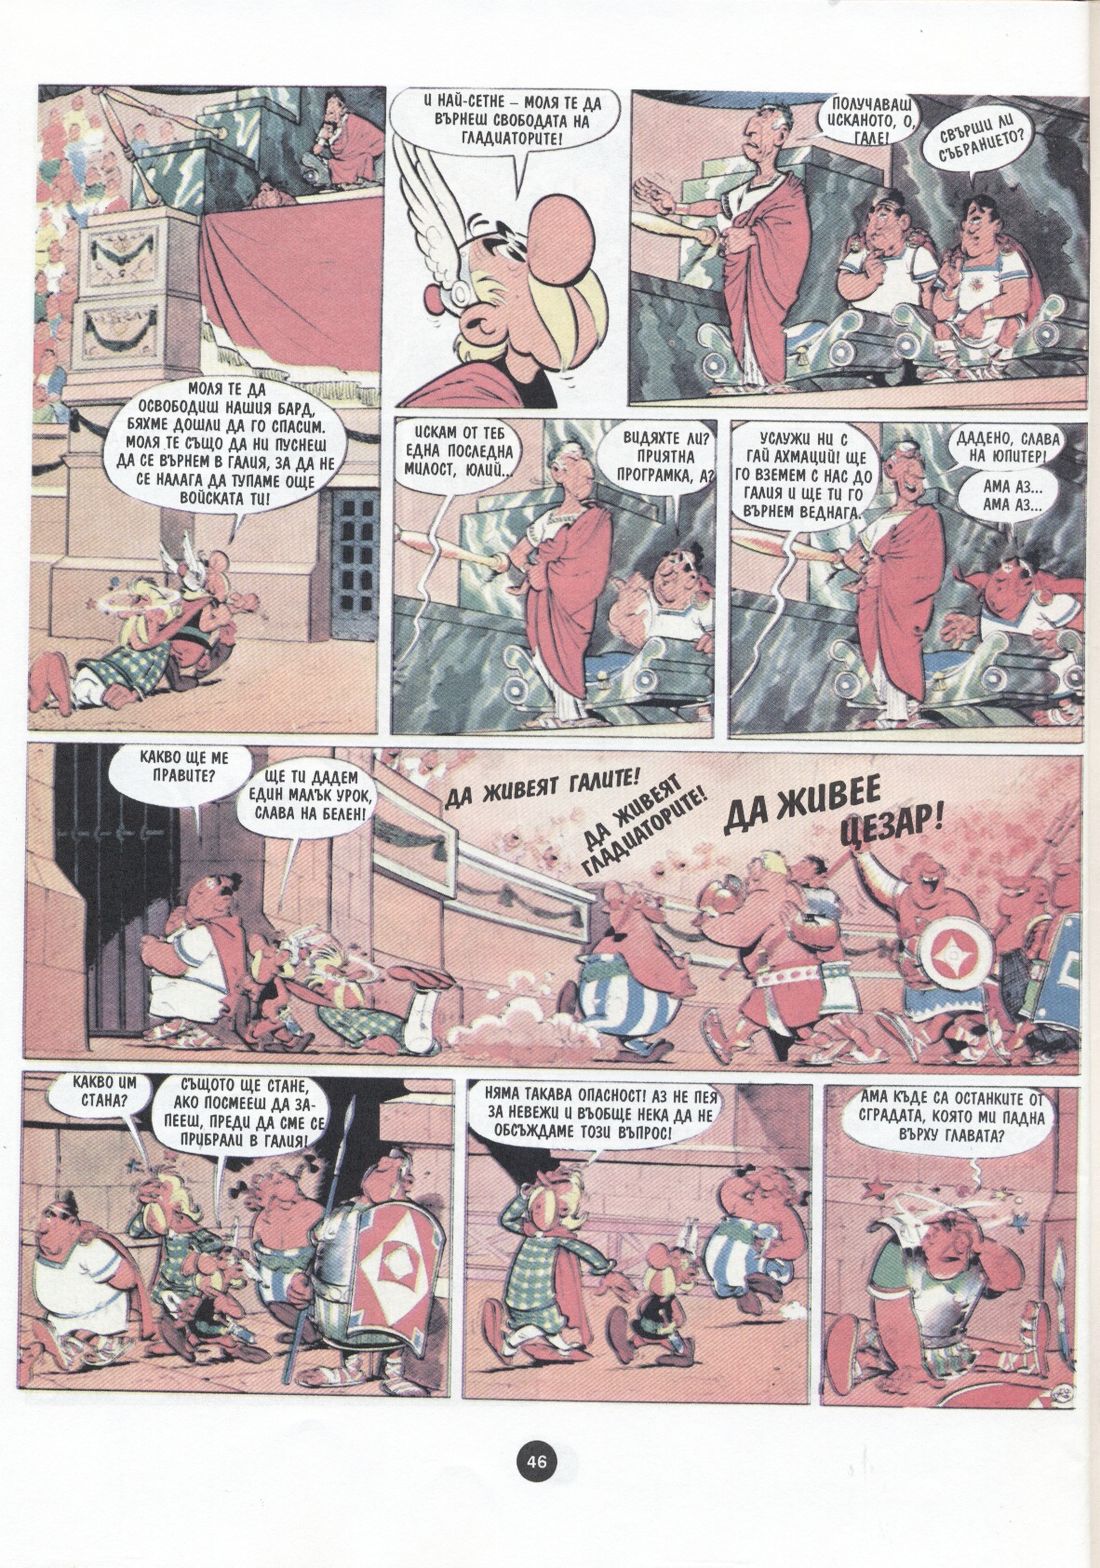 МОЛЯ ТЕ ДА
ОСВОБОДИШ НАШИЯ БАРД,
БЯХМЕ ДОШЛИ ДА ГО СПАСИМ.
МОЛЯ ТЕ СЪЩО ДА НИ ПУСНЕШ
ДА СЕ ВЪРНЕМ В ГАЛИЯ, ЗА ДА НЕ
СЕ НАЛАГА ДА ТУПАМЕ ОЩЕ
ВОЙСКАТА ТИ!
И НАЙ-СЕТНЕ – МОЛЯ ТЕ ДА
ВЪРНЕШ СВОБОДАТА НА
ГЛАДИАТОРИТЕ!
ПОЛУЧАВАШ
ИСКАНОТО, О,
ГАЛЕ!
СВЪРШИ ЛИ
СЪБРАНИЕТО?
ИСКАМ ОТ ТЕБ
ЕДНА ПОСЛЕДНА
МИЛОСТ, ЮЛИЙ...
ВИДЯХТЕ ЛИ?
ПРИЯТНА
ПРОГРАМКА, А?
УСЛУЖИ НИ С
ГАЙ АХМАЦИЙ! ЩЕ
ГО ВЗЕМЕМ С НАС ДО
ГАЛИЯ И ЩЕ ТИ ГО
ВЪРНЕМ ВЕДНАГА.
ДАДЕНО, СЛАВА
НА ЮПИТЕР!
АМА АЗ...
АМА АЗ...
КАКВО ЩЕ МЕ
ПРАВИТЕ?
ЩЕ ТИ ДАДЕМ
ЕДИН МАЛЪК УРОК,
СЛАВА НА БЕЛЕН!
ДА ЖИВЕЯТ ГАЛИТЕ!
ДА ЖИВЕЯТ
ГЛАДИАТОРИТЕ!
ДА ЖИВЕЕ
ЦЕЗАР!
КАКВО ИМ
СТАНА?
СЪЩОТО ЩЕ СТАНЕ,
АКО ПОСМЕЕШ ДА ЗА-
ПЕЕШ, ПРЕДИ ДА СМЕ СЕ
ПРИБРАЛИ В ГАЛИЯ!
НЯМА ТАКАВА ОПАСНОСТ! АЗ НЕ ПЕЯ
ЗА НЕВЕЖИ И ВЪОБЩЕ НЕКА ДА НЕ
ОБСЪЖДАМЕ ТОЗИ ВЪПРОС!
АМА КЪДЕ СА ОСТАНКИТЕ ОТ
СГРАДАТА, КОЯТО МИ ПАДНА
ВЪРХУ ГЛАВАТА?
46